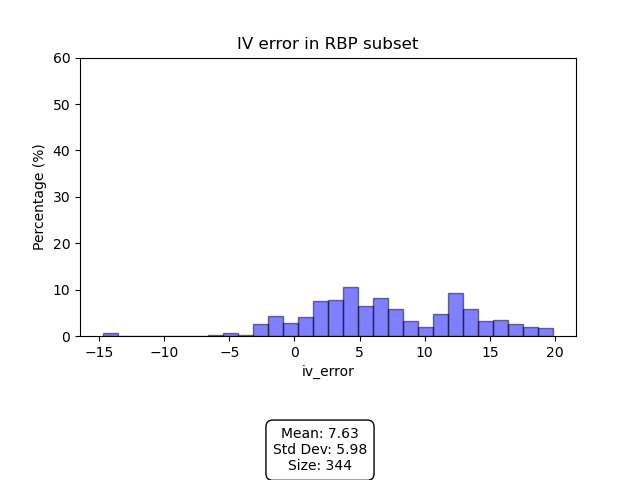 IV error in RBP subset
60
50
40
30
20
10
0
Percentage (%)
−15
−10
−5
0
5
10
15
20
iv_error
Mean: 7.63
Std Dev: 5.98
Size: 344